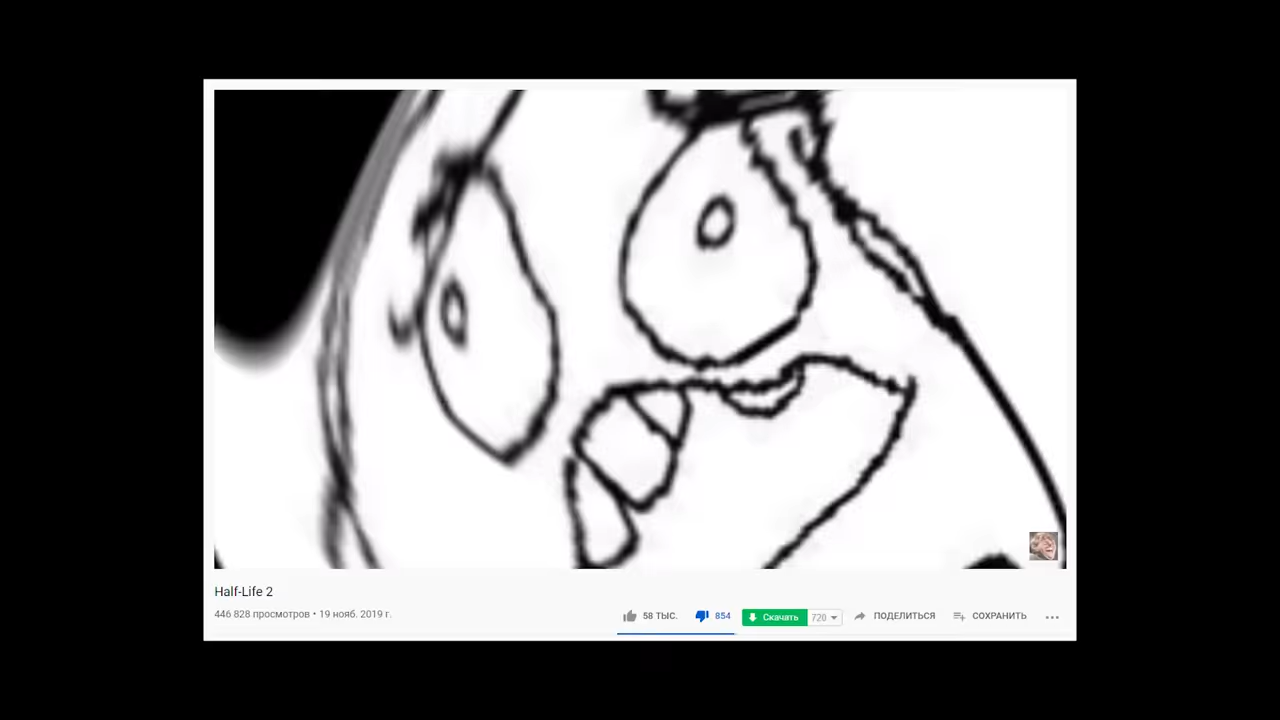 Half-Life 2
446 828 просмотров • 19 нояб. 2019 г.
58 ТЫС. 854 Скачать 720 ПОДЕЛИТЬСЯ СОХРАНИТЬ